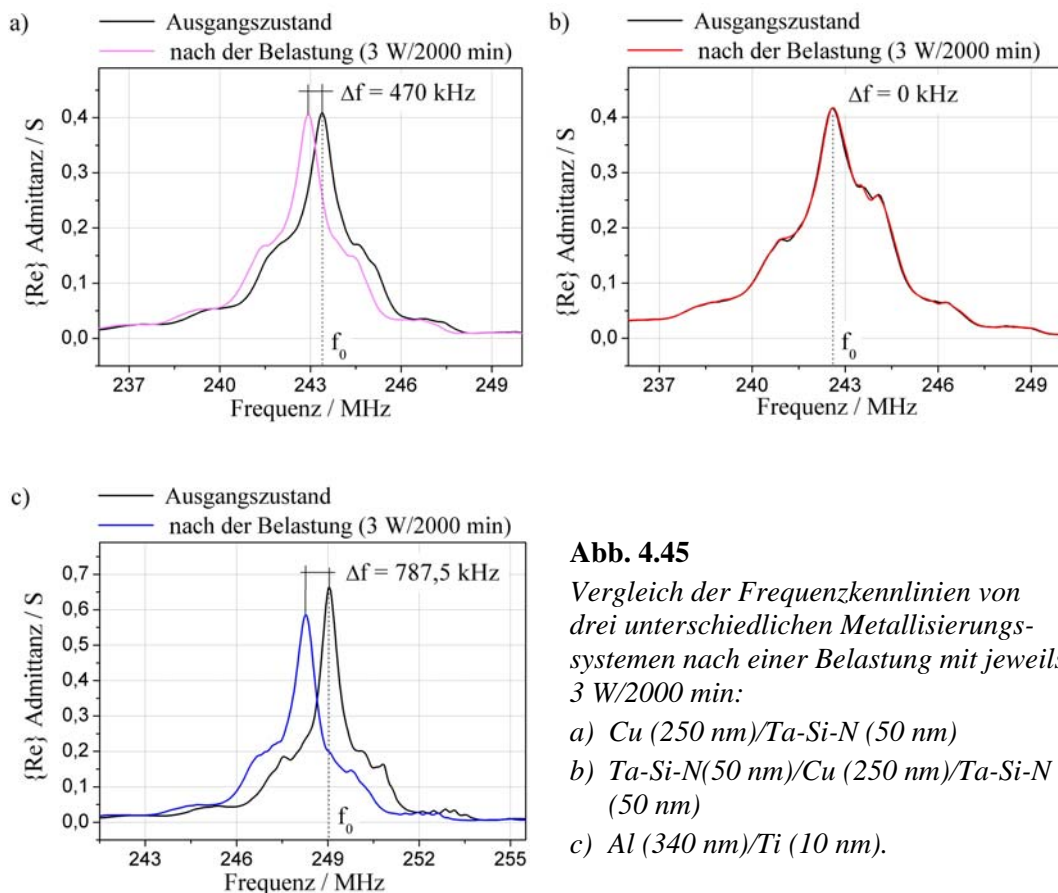 a)
Ausgangszustand
nach der Belastung (3 W/2000 min)
Δf = 470 kHz
{Re} Admittanz / S
0,4
0,3
0,2
0,1
0,0
f₀
237 240 243 246 249
Frequenz / MHz
b)
Ausgangszustand
nach der Belastung (3 W/2000 min)
Δf = 0 kHz
{Re} Admittanz / S
0,4
0,3
0,2
0,1
0,0
f₀
237 240 243 246 249
Frequenz / MHz
c)
Ausgangszustand
nach der Belastung (3 W/2000 min)
Δf = 787,5 kHz
{Re} Admittanz / S
0,7
0,6
0,5
0,4
0,3
0,2
0,1
0,0
f₀
243 246 249 252 255
Frequenz / MHz
Abb. 4.45
Vergleich der Frequenzkennlinien von
drei unterschiedlichen Metallisierungs-
systemen nach einer Belastung mit jeweils
3 W/2000 min:
a) Cu (250 nm)/Ta-Si-N (50 nm)
b) Ta-Si-N(50 nm)/Cu (250 nm)/Ta-Si-N
(50 nm)
c) Al (340 nm)/Ti (10 nm).